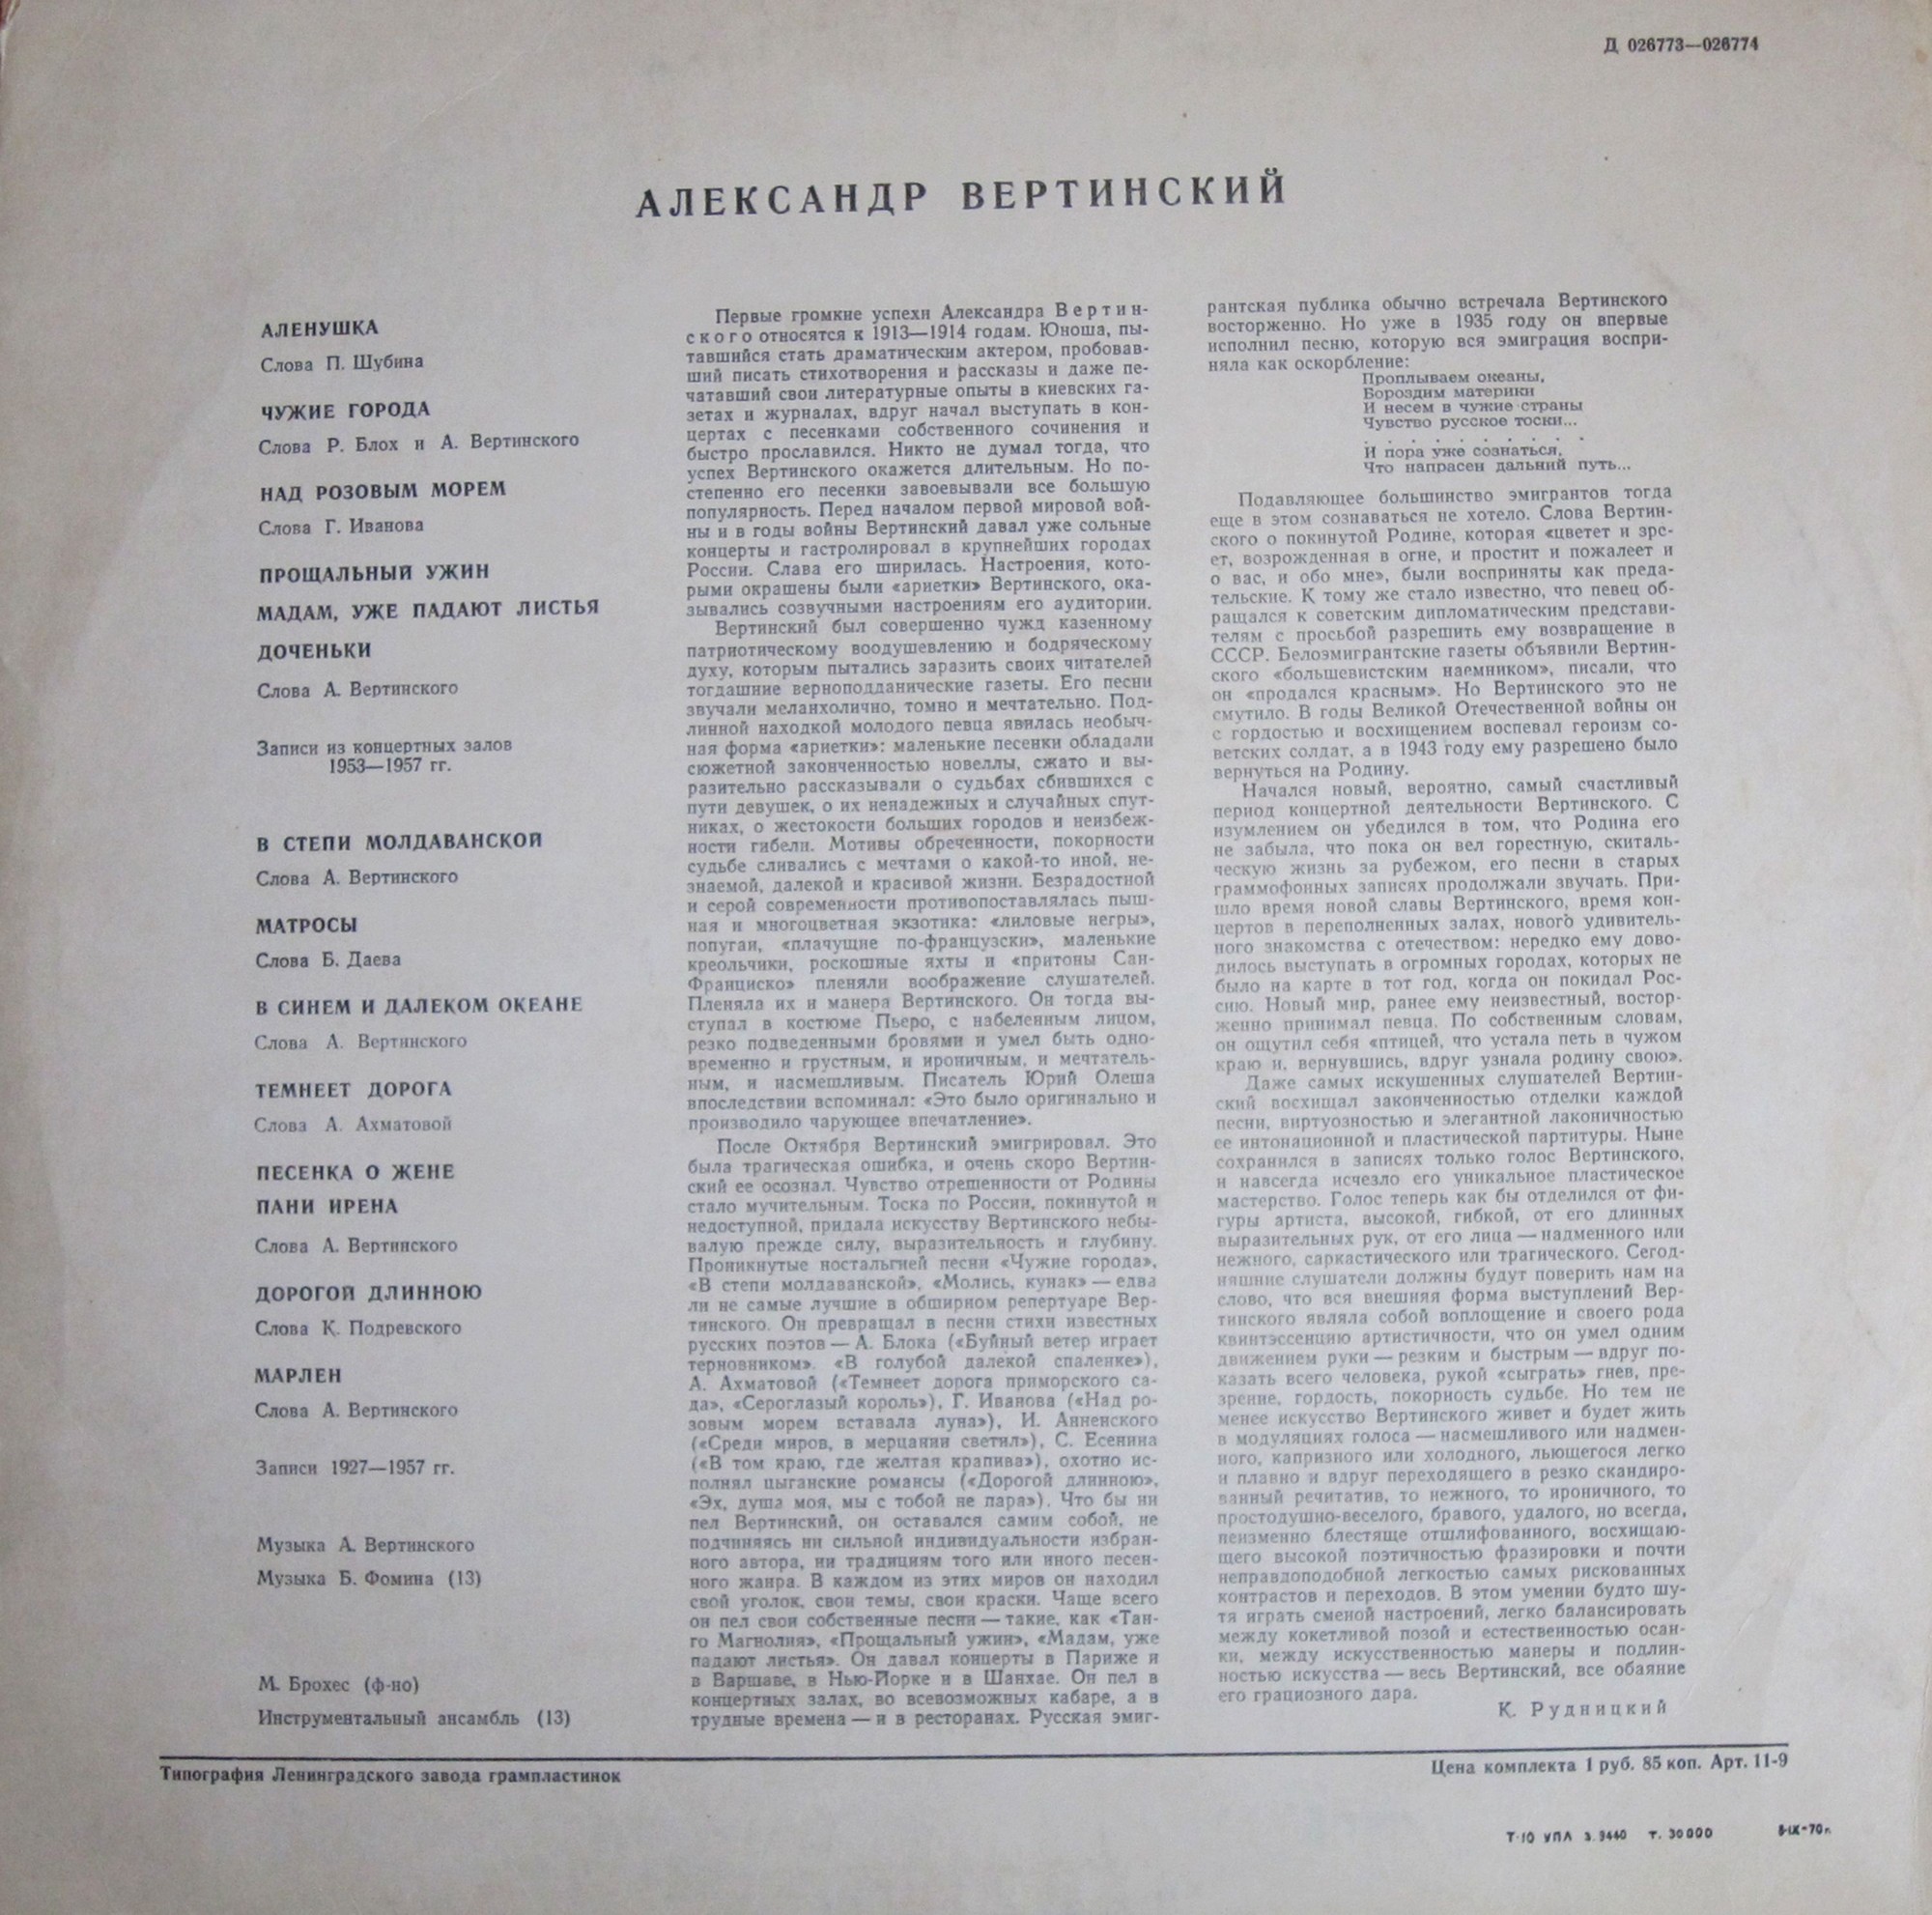 Д 026773—026774
АЛЕКСАНДР ВЕРТИНСКИЙ
АЛЕНУШКА
Слова П. Шубина
ЧУЖИЕ ГОРОДА
Слова Р. Блох и А. Вертинского
НАД РОЗОВЫМ МОРЕМ
Слова Г. Иванова
ПРОЩАЛЬНЫЙ УЖИН
МАДАМ, УЖЕ ПАДАЮТ ЛИСТЬЯ
ДОЧЕНЬКИ
Слова А. Вертинского
Записи из концертных залов
1953—1957 гг.
В СТЕПИ МОЛДАВАНСКОЙ
Слова А. Вертинского
МАТРОСЫ
Слова Б. Даева
В СИНЕМ И ДАЛЕКОМ ОКЕАНЕ
Слова А. Вертинского
ТЕМНЕЕТ ДОРОГА
Слова А. Ахматовой
ПЕСЕНКА О ЖЕНЕ
ПАНИ ИРЕНА
Слова А. Вертинского
ДОРОГОЙ ДЛИННОЮ
Слова К. Подревского
МАРЛЕН
Слова А. Вертинского
Записи 1927—1957 гг.
Музыка А. Вертинского
Музыка Б. Фомина (13)
М. Брохес (ф-но)
Инструментальный ансамбль (13)
Первые громкие успехи Александра Вертин-
ского относятся к 1913—1914 годам. Юноша, пы-
тавшийся стать драматическим актером, пробовав-
ший писать стихотворения и рассказы и даже пе-
чатавший свои литературные опыты в киевских га-
зетах и журналах, вдруг начал выступать в кон-
цертах с песенками собственного сочинения и
быстро прославился. Никто не думал тогда, что
успех Вертинского окажется длительным. Но по-
степенно его песенки завоевывали все большую
популярность. Перед началом первой мировой вой-
ны и в годы войны Вертинский давал уже сольные
концерты и гастролировал в крупнейших городах
России. Слава его ширилась. Настроения, кото-
рыми окрашены были «ариетки» Вертинского, ока-
зывались созвучными настроениям его аудитории.
Вертинский был совершенно чужд казенному
патриотическому воодушевлению и бодряческому
духу, которым пытались заразить своих читателей
тогдашние верноподданические газеты. Его песни
звучали меланхолично, томно и мечтательно. Под-
линной находкой молодого певца явилась необыч-
ная форма «ариетки»: маленькие песенки обладали
сюжетной законченностью новеллы, сжато и вы-
разительно рассказывали о судьбах сбившихся с
пути девушек, о их ненадежных и случайных спут-
никах, о жестокости больших городов и неизбеж-
ности гибели. Мотивы обреченности, покорности
судьбе сливались с мечтами о какой-то иной, не-
знаемой, далекой и красивой жизни. Безрадостной
и серой современности противопоставлялась пыш-
ная и многоцветная экзотика: «лиловые негры»,
попугаи, «плачущие по-французски», маленькие
креольчики, роскошные яхты и «притоны Сан-
Франциско» пленяли воображение слушателей.
Пленяла их и манера Вертинского. Он тогда вы-
ступал в костюме Пьеро, с набеленным лицом,
резко подведенными бровями и умел быть одно-
временно и грустным, и ироничным, и мечтатель-
ным, и насмешливым. Писатель Юрий Олеша
впоследствии вспоминал: «Это было оригинально и
производило чарующее впечатление».
После Октября Вертинский эмигрировал. Это
была трагическая ошибка, и очень скоро Вертин-
ский ее осознал. Чувство отрешенности от Родины
стало мучительным. Тоска по России, покинутой и
недоступной, придала искусству Вертинского небы-
валую прежде силу, выразительность и глубину.
Проникнутые ностальгией песни «Чужие города»,
«В степи молдаванской», «Молись, кунак» — едва
ли не самые лучшие в обширном репертуаре Вер-
тинского. Он превращал в песни стихи известных
русских поэтов — А. Блока («Буйный ветер играет
терновником», «В голубой далекой спаленке»),
А. Ахматовой («Темнеет дорога приморского са-
да», «Сероглазый король»), Г. Иванова («Над ро-
зовым морем вставала луна»), И. Анненского
(«Среди миров, в мерцании светил»), С. Есенина
(«В том краю, где желтая крапива»), охотно ис-
полнял цыганские романсы («Дорогой длинною»,
«Эх, душа моя, мы с тобой не пара»). Что бы ни
пел Вертинский, он оставался самим собой, не
подчиняясь ни сильной индивидуальности избран-
ного автора, ни традициям того или иного песен-
ного жанра. В каждом из этих миров он находил
свой уголок, свои темы, свои краски. Чаще всего
он пел свои собственные песни — такие, как «Тан-
го Магнолия», «Прощальный ужин», «Мадам, уже
падают листья». Он давал концерты в Париже и
в Варшаве, в Нью-Йорке и в Шанхае. Он пел в
концертных залах, во всевозможных кабаре, а в
трудные времена — и в ресторанах. Русская эмиг-
рантская публика обычно встречала Вертинского
восторженно. Но уже в 1935 году он впервые
исполнил песню, которую вся эмиграция воспри-
няла как оскорбление:
Проплываем океаны,
Бороздим материки
И несем в чужие страны
Чувство русское тоски...
. . . . . . . . . .
И пора уже сознаться,
Что напрасен дальний путь...
Подавляющее большинство эмигрантов тогда
еще в этом сознаваться не хотело. Слова Вертин-
ского о покинутой Родине, которая «цветет и зре-
ет, возрожденная в огне, и простит и пожалеет и
о вас, и обо мне», были восприняты как преда-
тельские. К тому же стало известно, что певец об-
ращался к советским дипломатическим представи-
телям с просьбой разрешить ему возвращение в
СССР. Белоэмигрантские газеты объявили Вертин-
ского «большевистским наемником», писали, что
он «продался красным». Но Вертинского это не
смутило. В годы Великой Отечественной войны он
с гордостью и восхищением воспевал героизм со-
ветских солдат, а в 1943 году ему разрешено было
вернуться на Родину.
Начался новый, вероятно, самый счастливый
период концертной деятельности Вертинского. С
изумлением он убедился в том, что Родина его
не забыла, что пока он вел горестную, скиталь-
ческую жизнь за рубежом, его песни в старых
граммофонных записях продолжали звучать. При-
шло время новой славы Вертинского, время кон-
цертов в переполненных залах, нового удивитель-
ного знакомства с отечеством: нередко ему дово-
дилось выступать в огромных городах, которых не
было на карте в тот год, когда он покидал Рос-
сию. Новый мир, ранее ему неизвестный, востор-
женно принимал певца. По собственным словам,
он ощутил себя «птицей, что устала петь в чужом
краю и, вернувшись, вдруг узнала родину свою».
Даже самых искушенных слушателей Вертин-
ский восхищал законченностью отделки каждой
песни, виртуозностью и элегантной лаконичностью
ее интонационной и пластической партитуры. Ныне
сохранился в записях только голос Вертинского,
и навсегда исчезло его уникальное пластическое
мастерство. Голос теперь как бы отделился от фи-
гуры артиста, высокой, гибкой, от его длинных
выразительных рук, от его лица — надменного или
нежного, саркастического или трагического. Сегод-
няшние слушатели должны будут поверить нам на
слово, что вся внешняя форма выступлений Вер-
тинского являла собой воплощение и своего рода
квинтэссенцию артистичности, что он умел одним
движением руки — резким и быстрым — вдруг по-
казать всего человека, рукой «сыграть» гнев, пре-
зрение, гордость, покорность судьбе. Но тем не
менее искусство Вертинского живет и будет жить
в модуляциях голоса — насмешливого или надмен-
ного, капризного или холодного, льющегося легко
и плавно и вдруг переходящего в резко скандиро-
ванный речитатив, то нежного, то ироничного, то
простодушно-веселого, бравого, удалого, но всегда,
неизменно блестяще отшлифованного, восхищаю-
щего высокой поэтичностью фразировки и почти
неправдоподобной легкостью самых рискованных
контрастов и переходов. В этом умении будто шу-
тя играть сменой настроений, легко балансировать
между кокетливой позой и естественностью осан-
ки, между искусственностью манеры и подлин-
ностью искусства — весь Вертинский, все обаяние
его грациозного дара.
К. Рудницкий
Типография Ленинградского завода грампластинок
Цена комплекта 1 руб. 85 коп. Арт. 11-9
Т-10 УПЛ З. 9440 т. 30000 8-IX-70 г.